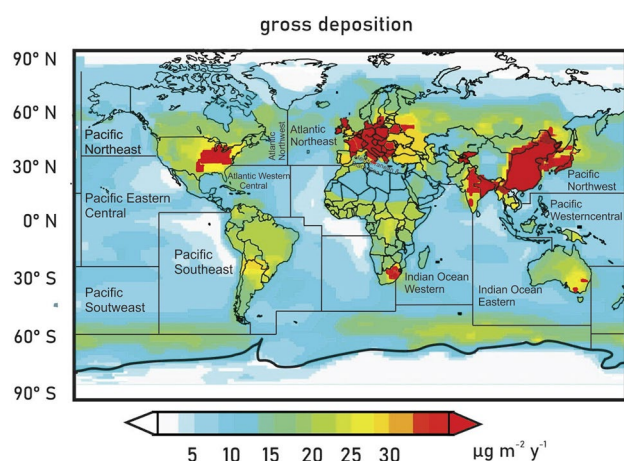 gross deposition
90° N
60° N
30° N
0° N
30° S
60° S
90° S
Pacific
Northeast
Atlantic
Northwest
Atlantic
Northeast
Atlantic Western
Central
Pacific Eastern
Central
Pacific
Northwest
Pacific
Westerncentral
Pacific
Southeast
Indian Ocean
Western
Indian Ocean
Eastern
Pacific
Soutweast
5 10 15 20 25 30
µg m⁻² y⁻¹